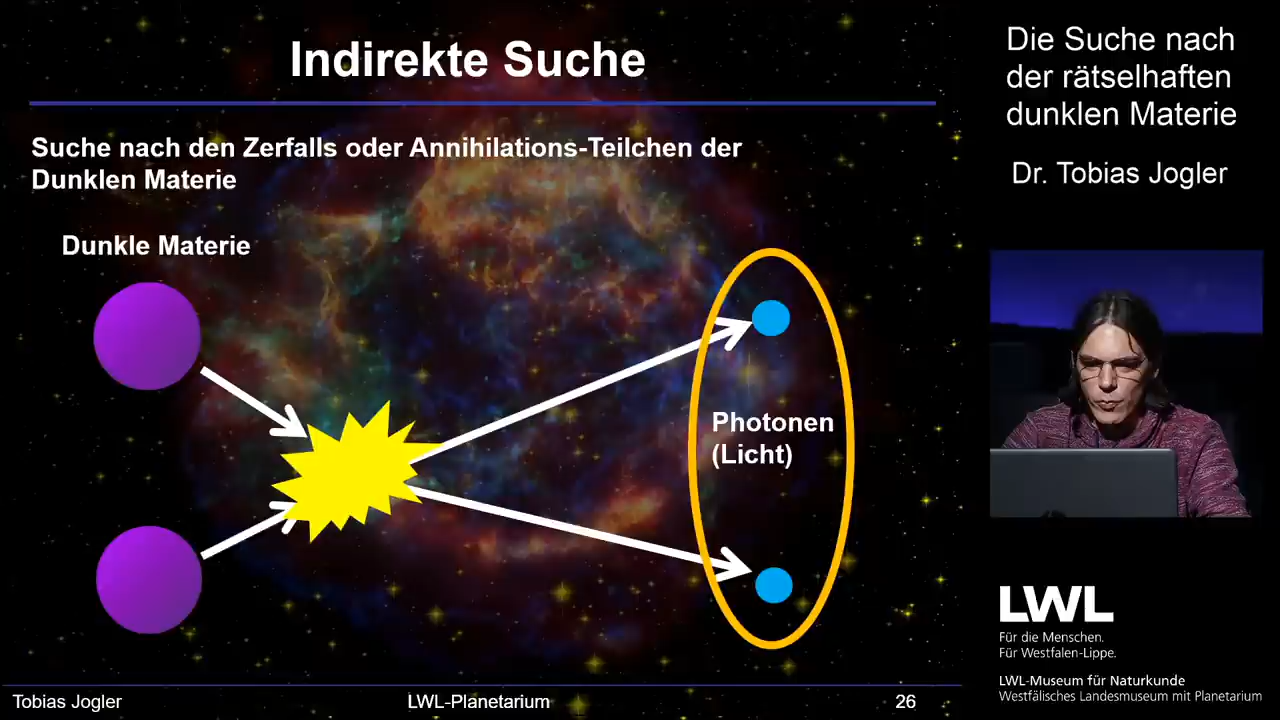 Indirekte Suche
Suche nach den Zerfalls oder Annihilations-Teilchen der
Dunklen Materie
Dunkle Materie
Photonen
(Licht)
Tobias Jogler
LWL-Planetarium
26
Die Suche nach
der rätselhaften
dunklen Materie
Dr. Tobias Jogler
LWL
Für die Menschen.
Für Westfalen-Lippe.
LWL-Museum für Naturkunde
Westfälisches Landesmuseum mit Planetarium